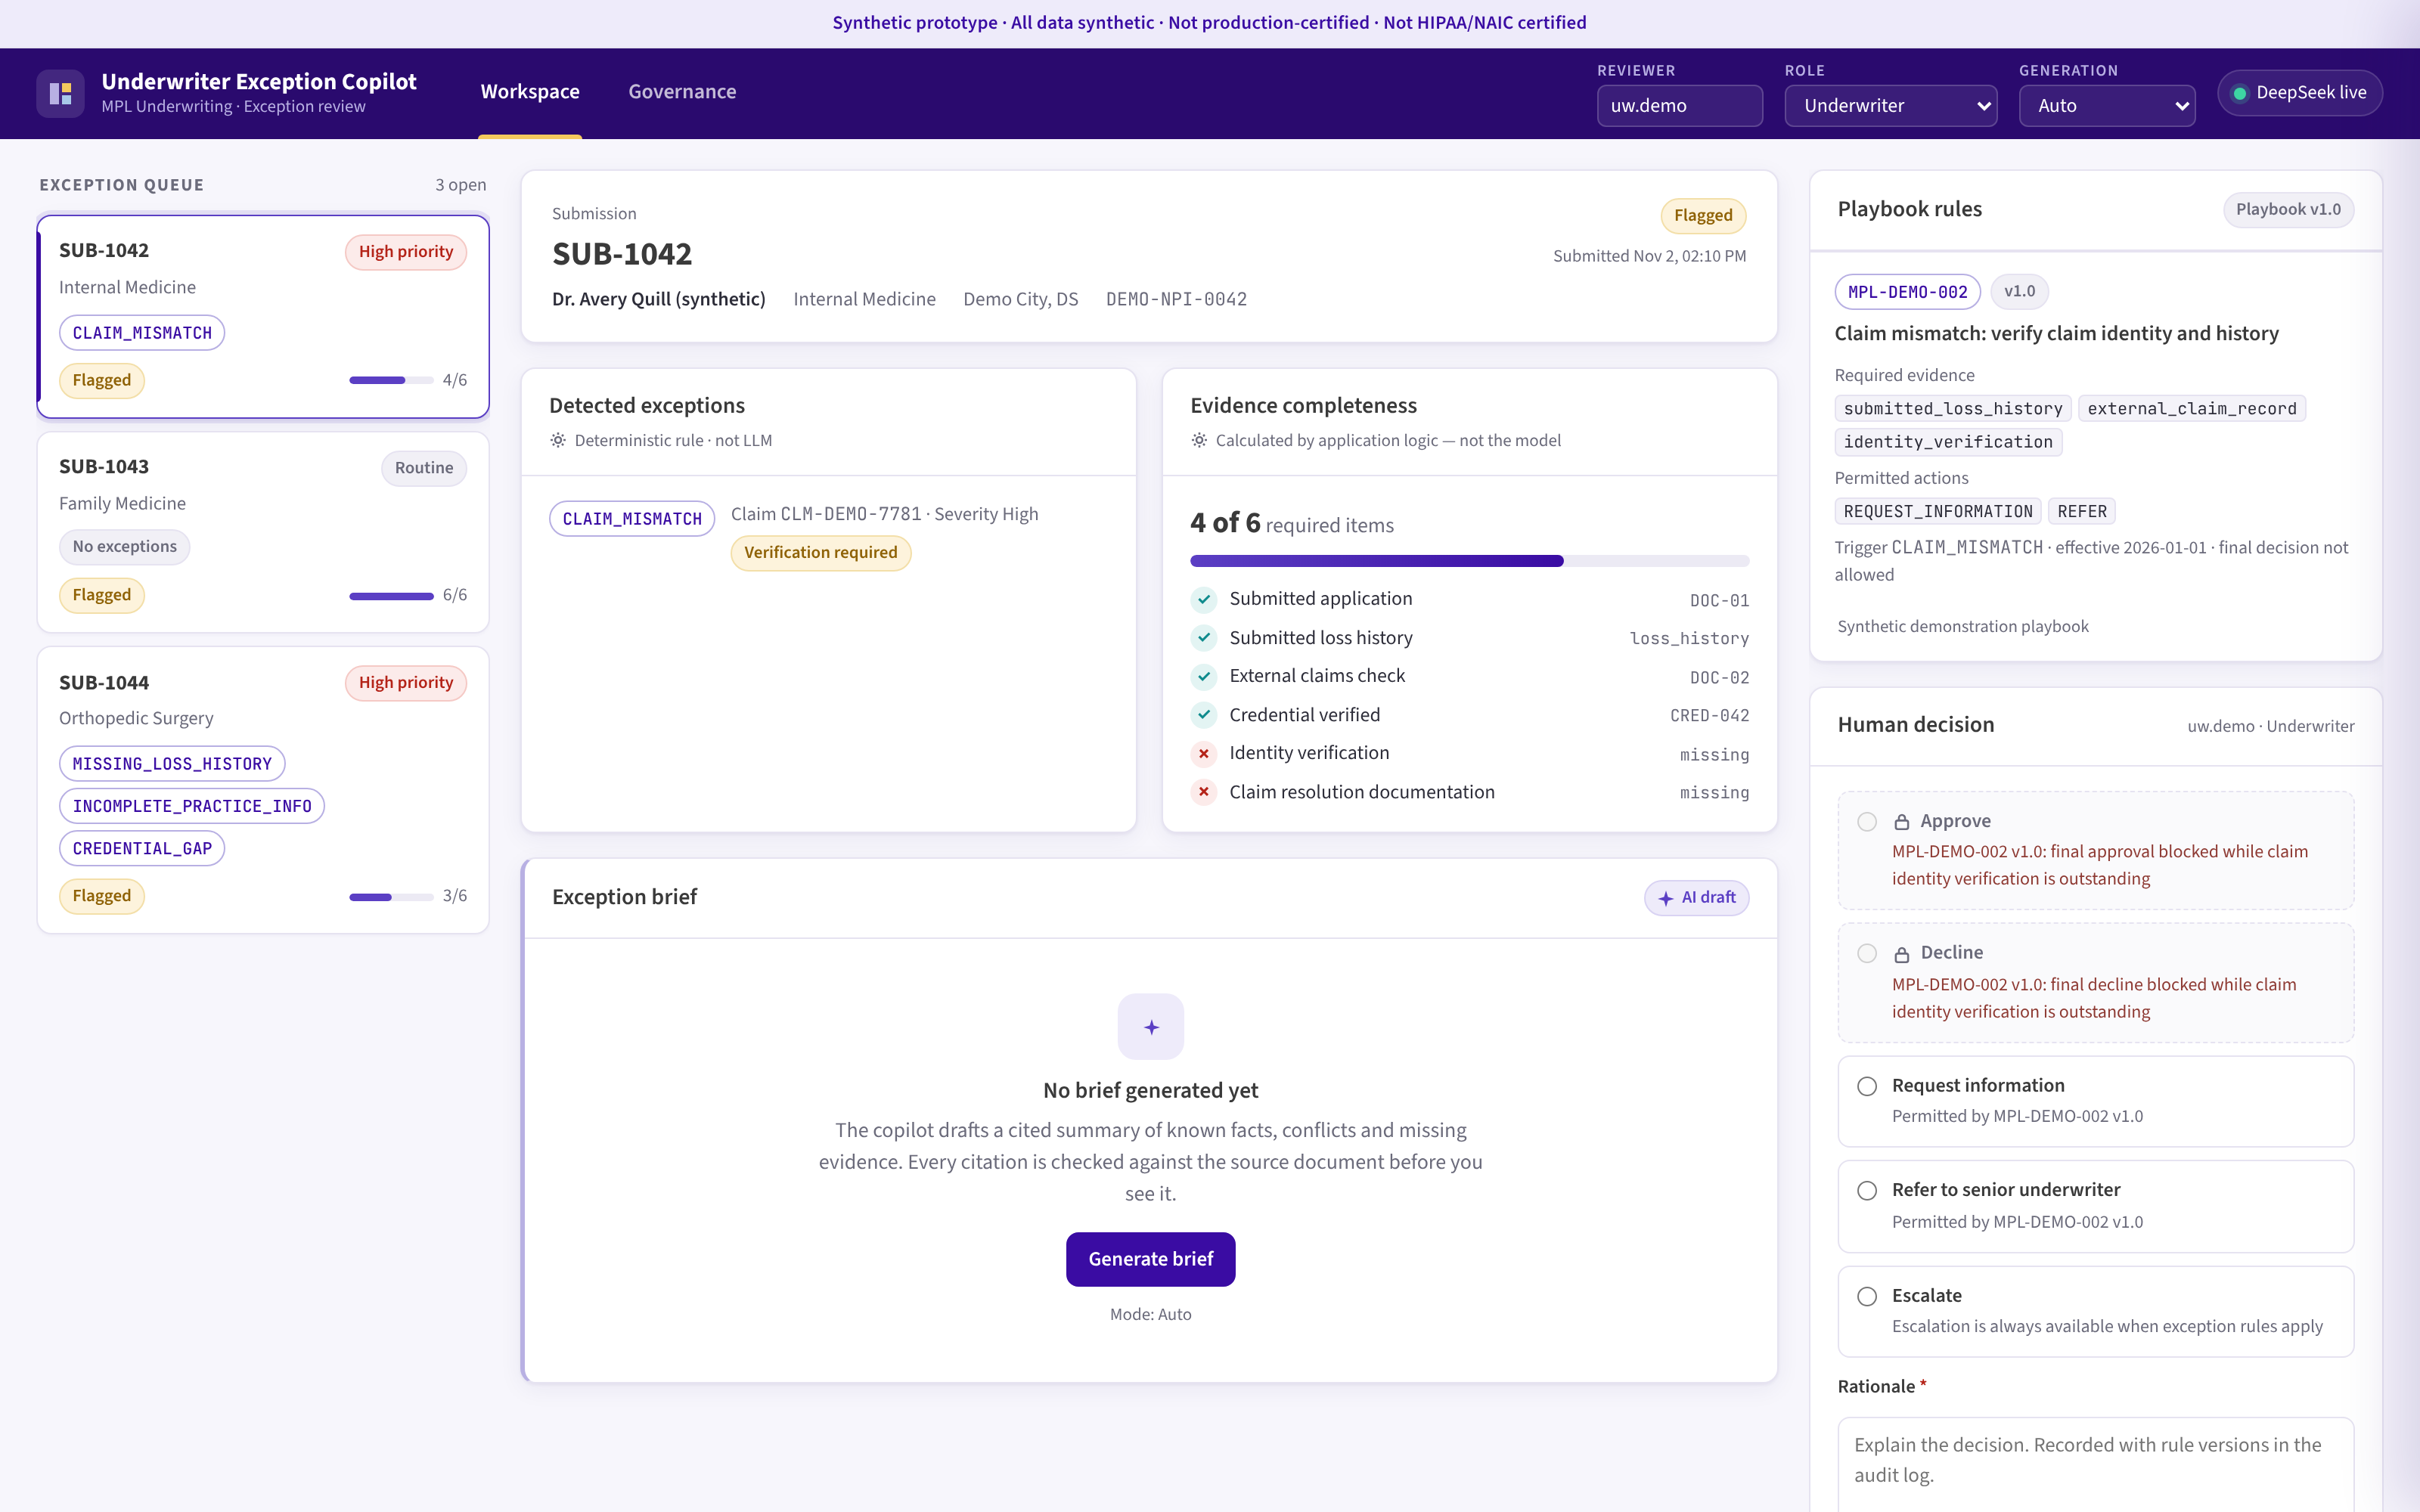 Synthetic prototype · All data synthetic · Not production-certified · Not HIPAA/NAIC certified
Underwriter Exception Copilot
MPL Underwriting · Exception review
Workspace
Governance
REVIEWER
uw.demo
ROLE
Underwriter
GENERATION
Auto
DeepSeek live
EXCEPTION QUEUE
3 open
SUB-1042
High priority
Internal Medicine
CLAIM_MISMATCH
Flagged
4/6
SUB-1043
Routine
Family Medicine
No exceptions
Flagged
6/6
SUB-1044
High priority
Orthopedic Surgery
MISSING_LOSS_HISTORY
INCOMPLETE_PRACTICE_INFO
CREDENTIAL_GAP
Flagged
3/6
Submission
SUB-1042
Flagged
Submitted Nov 2, 02:10 PM
Dr. Avery Quill (synthetic) Internal Medicine Demo City, DS DEMO-NPI-0042
Detected exceptions
Deterministic rule · not LLM
CLAIM_MISMATCH
Claim CLM-DEMO-7781 · Severity High
Verification required
Evidence completeness
Calculated by application logic — not the model
4 of 6 required items
Submitted application DOC-01
Submitted loss history loss_history
External claims check DOC-02
Credential verified CRED-042
Identity verification missing
Claim resolution documentation missing
Exception brief
AI draft
No brief generated yet
The copilot drafts a cited summary of known facts, conflicts and missing
evidence. Every citation is checked against the source document before you
see it.
Generate brief
Mode: Auto
Playbook rules
Playbook v1.0
MPL-DEMO-002 v1.0
Claim mismatch: verify claim identity and history
Required evidence
submitted_loss_history external_claim_record
identity_verification
Permitted actions
REQUEST_INFORMATION REFER
Trigger CLAIM_MISMATCH · effective 2026-01-01 · final decision not
allowed
Synthetic demonstration playbook
Human decision
uw.demo · Underwriter
Approve
MPL-DEMO-002 v1.0: final approval blocked while claim
identity verification is outstanding
Decline
MPL-DEMO-002 v1.0: final decline blocked while claim
identity verification is outstanding
Request information
Permitted by MPL-DEMO-002 v1.0
Refer to senior underwriter
Permitted by MPL-DEMO-002 v1.0
Escalate
Escalation is always available when exception rules apply
Rationale *
Explain the decision. Recorded with rule versions in the
audit log.